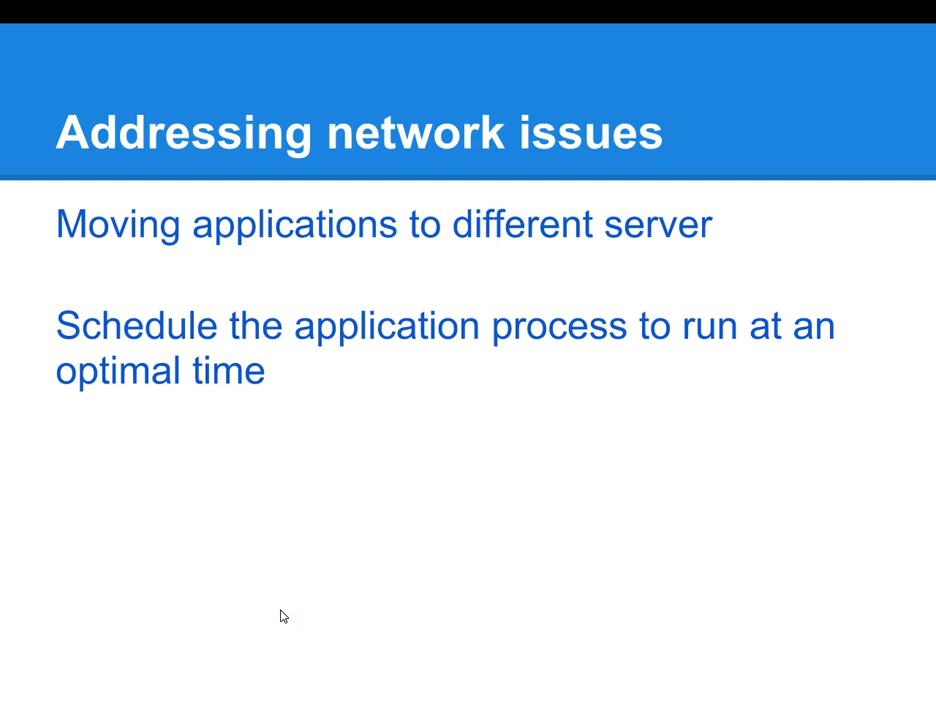 Addressing network issues
Moving applications to different server
Schedule the application process to run at an
optimal time